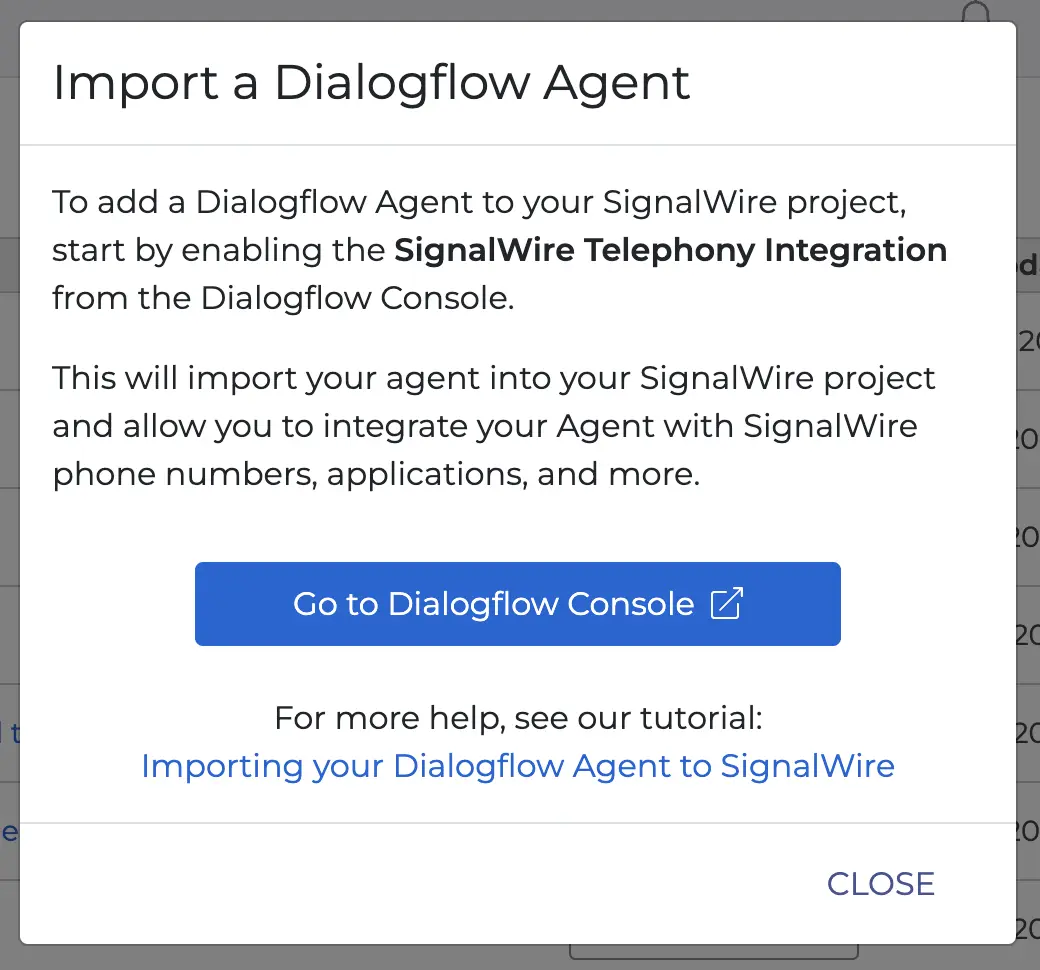 Import a Dialogflow Agent
To add a Dialogflow Agent to your SignalWire project,
start by enabling the SignalWire Telephony Integration
from the Dialogflow Console.
This will import your agent into your SignalWire project
and allow you to integrate your Agent with SignalWire
phone numbers, applications, and more.
Go to Dialogflow Console
For more help, see our tutorial:
Importing your Dialogflow Agent to SignalWire
CLOSE